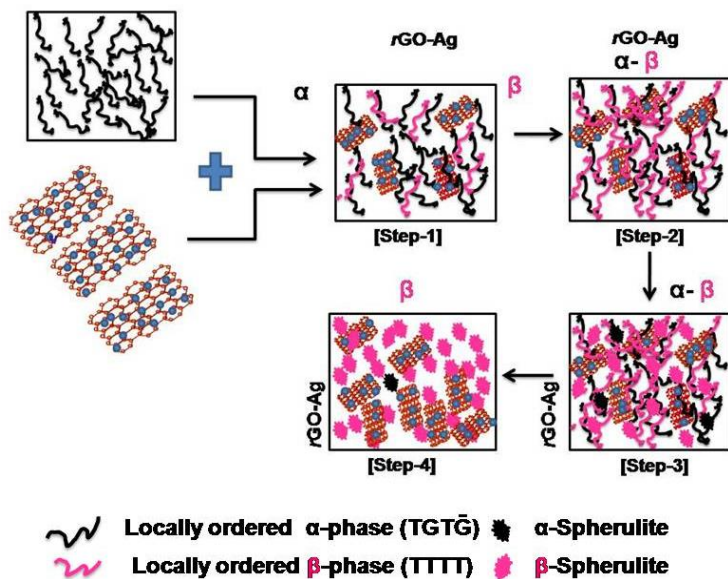 rGO-Ag
rGO-Ag
α- β
α
β
[Step-1]
[Step-2]
β
α- β
rGO-Ag
rGO-Ag
[Step-4]
[Step-3]
Locally ordered α-phase (TGTḠ)
α-Spherulite
Locally ordered β-phase (TTTT)
β-Spherulite